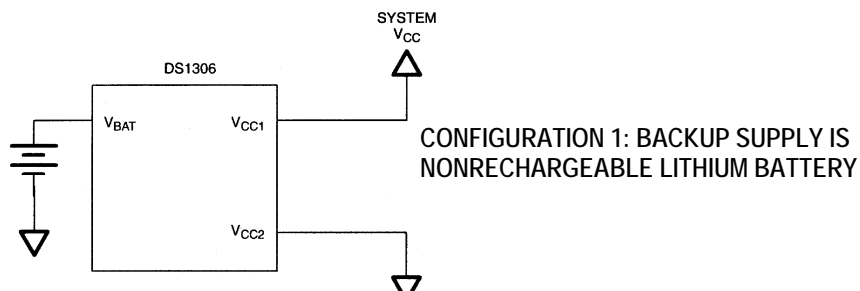 SYSTEM
VCC
DS1306
VBAT
VCC1
CONFIGURATION 1: BACKUP SUPPLY IS
NONRECHARGEABLE LITHIUM BATTERY
VCC2